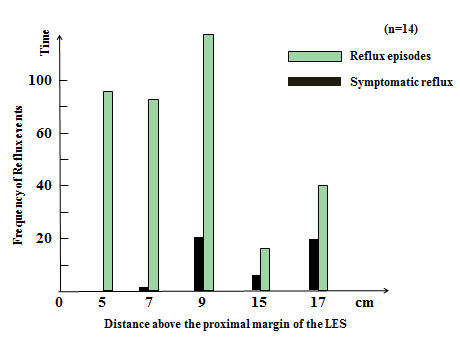 (n=14)
Time
Reflux episodes
Symptomatic reflux
Frequency of Reflux events
100
60
40
20
0 5 7 9 15 17 cm
Distance above the proximal margin of the LES